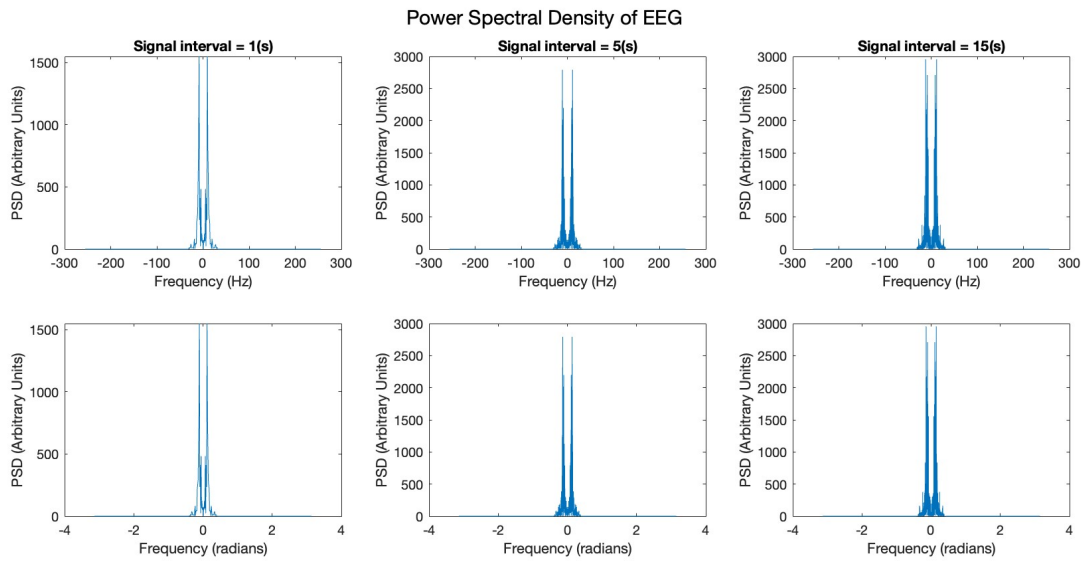 Power Spectral Density of EEG
Signal interval = 1(s)
1500
1000
500
0
PSD (Arbitrary Units)
-300 -200 -100 0 100 200 300
Frequency (Hz)
Signal interval = 5(s)
3000
2500
2000
1500
1000
500
0
PSD (Arbitrary Units)
-300 -200 -100 0 100 200 300
Frequency (Hz)
Signal interval = 15(s)
3000
2500
2000
1500
1000
500
0
PSD (Arbitrary Units)
-300 -200 -100 0 100 200 300
Frequency (Hz)
1500
1000
500
0
PSD (Arbitrary Units)
-4 -2 0 2 4
Frequency (radians)
3000
2500
2000
1500
1000
500
0
PSD (Arbitrary Units)
-4 -2 0 2 4
Frequency (radians)
3000
2500
2000
1500
1000
500
0
PSD (Arbitrary Units)
-4 -2 0 2 4
Frequency (radians)